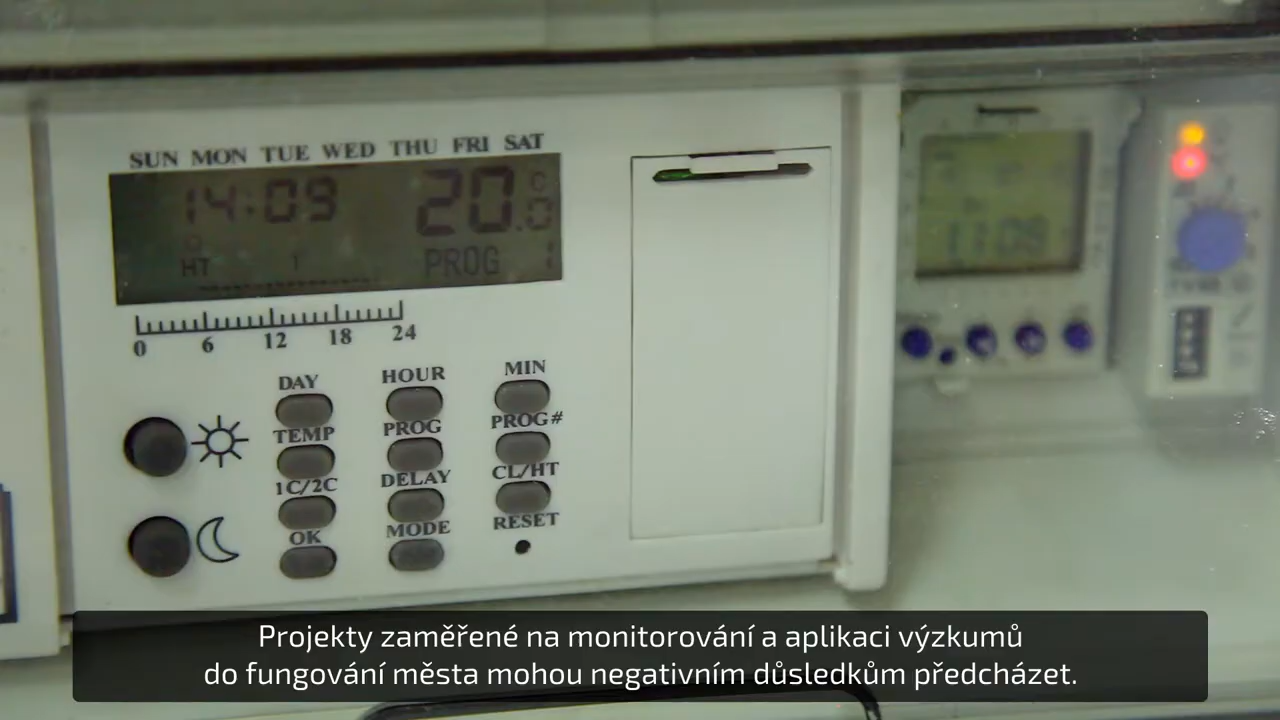 SUN MON TUE WED THU FRI SAT
14:09 20.0 C
HT PROG 1
0 6 12 18 24
DAY HOUR MIN
TEMP PROG PROG#
1C/2C DELAY CL/HT
OK MODE RESET
Projekty zaměřené na monitorování a aplikaci výzkumů
do fungování města mohou negativním důsledkům předcházet.